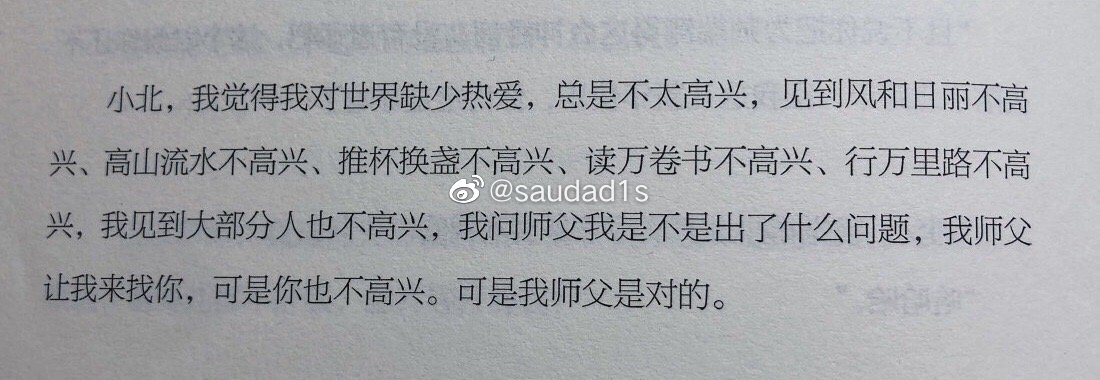 小北，我觉得我对世界缺少热爱，总是不太高兴，见到风和日丽不高
兴、高山流水不高兴、推杯换盏不高兴、读万卷书不高兴、行万里路不高
@saudad1s
兴，我见到大部分人也不高兴，我问师父我是不是出了什么问题，我师父
让我来找你，可是你也不高兴。可是我师父是对的。